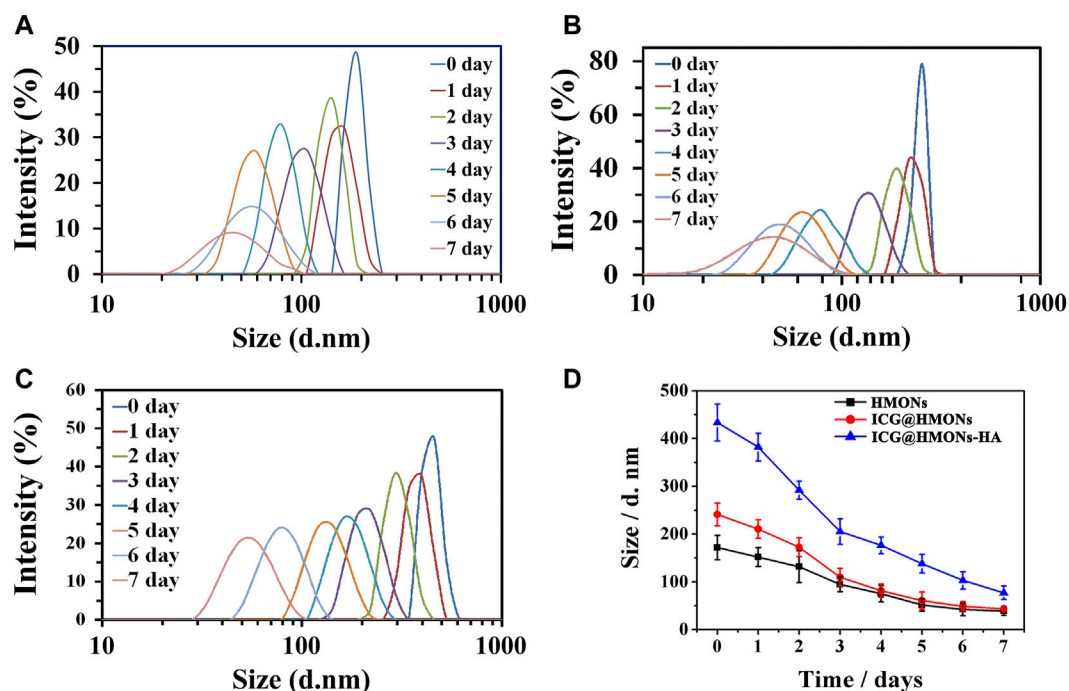 A
50
40
30
20
10
0
Intensity (%)
0 day
1 day
2 day
3 day
4 day
5 day
6 day
7 day
10
100
1000
Size (d.nm)
B
80
60
40
20
0
Intensity (%)
0 day
1 day
2 day
3 day
4 day
5 day
6 day
7 day
10
100
1000
Size (d.nm)
C
60
50
40
30
20
10
0
Intensity (%)
0 day
1 day
2 day
3 day
4 day
5 day
6 day
7 day
10
100
1000
Size (d.nm)
D
500
400
300
200
100
0
Size / d. nm
HMONs
ICG@HMONs
ICG@HMONs-HA
0 1 2 3 4 5 6 7
Time / days